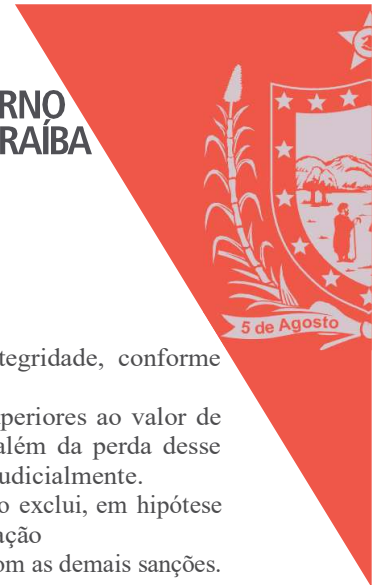 RNO
RAÍBA
5 de Agosto
tegridade, conforme
periores ao valor de
além da perda desse
udicialmente.
o exclui, em hipótese
ação
om as demais sanções.